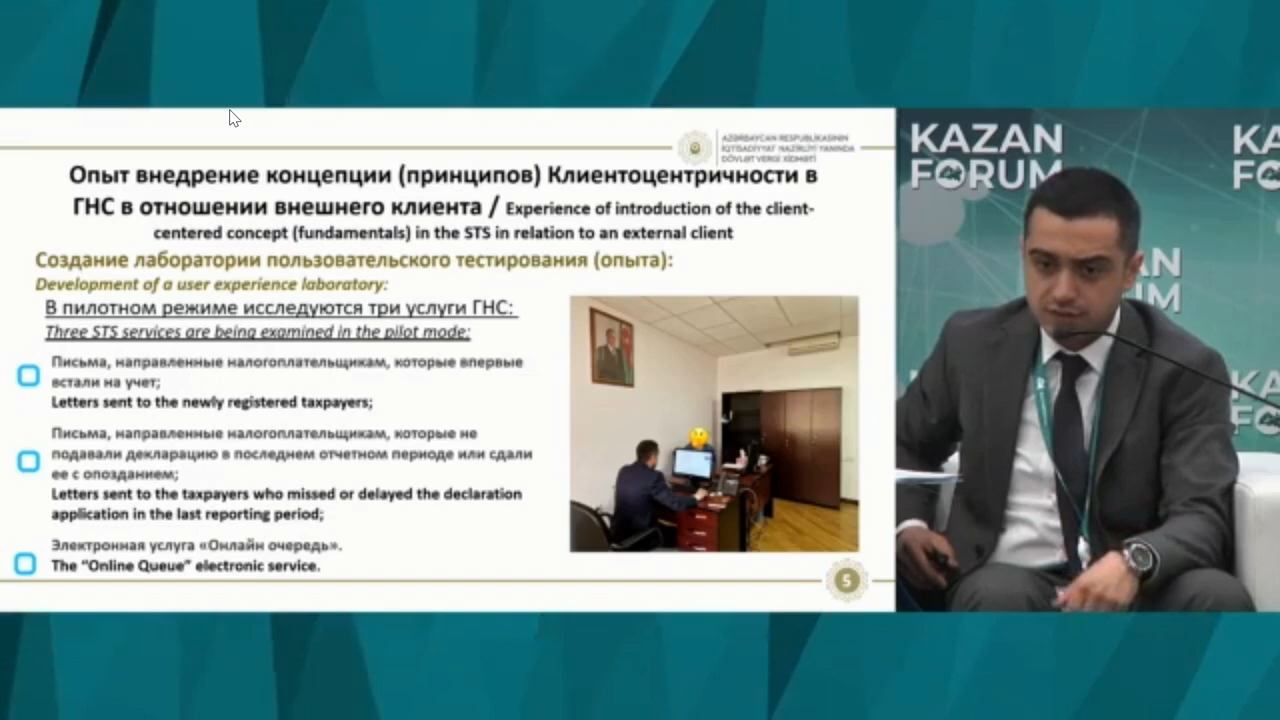 AZƏRBAYCAN RESPUBLİKASININ
İQTİSADİYYAT NAZİRLİYİ YANINDA
DÖVLƏT VERGİ XİDMƏTİ
Опыт внедрение концепции (принципов) Клиентоцентричности в
ГНС в отношении внешнего клиента / Experience of introduction of the client-
centered concept (fundamentals) in the STS in relation to an external client
Создание лаборатории пользовательского тестирования (опыта):
Development of a user experience laboratory:
В пилотном режиме исследуются три услуги ГНС:
Three STS services are being examined in the pilot mode:
Письма, направленные налогоплательщикам, которые впервые
встали на учет;
Letters sent to the newly registered taxpayers;
Письма, направленные налогоплательщикам, которые не
подавали декларацию в последнем отчетном периоде или сдали
ее с опозданием;
Letters sent to the taxpayers who missed or delayed the declaration
application in the last reporting period;
Электронная услуга «Онлайн очередь».
The “Online Queue” electronic service.
5
KAZAN
FORUM
KA
FO
AN
UM
KA
FO